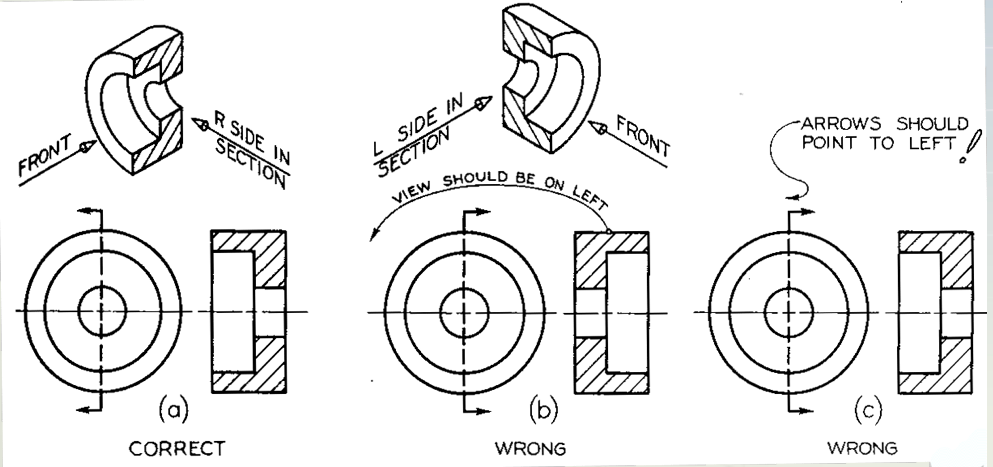 FRONT
R SIDE IN
SECTION
L SIDE IN
SECTION
FRONT
VIEW SHOULD BE ON LEFT
ARROWS SHOULD
POINT TO LEFT!
(a)
(b)
(c)
CORRECT
WRONG
WRONG